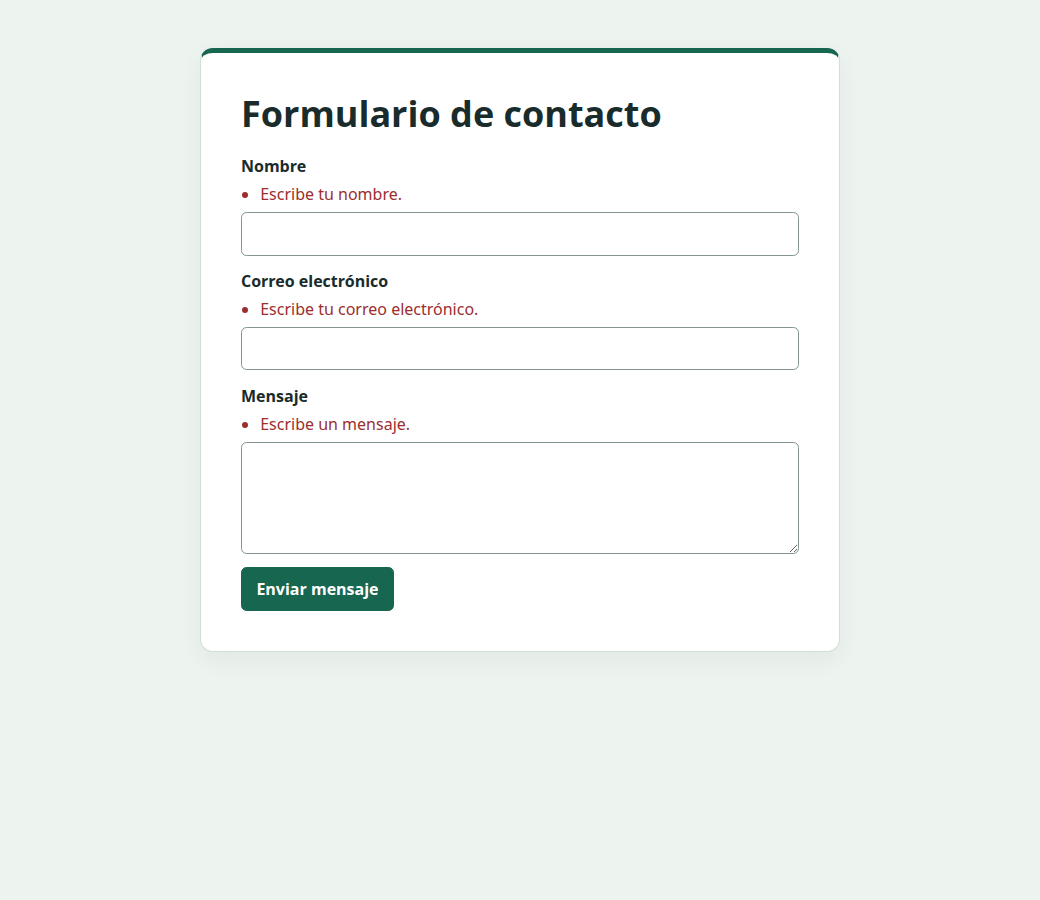 Formulario de contacto
Nombre
Escribe tu nombre.
Correo electrónico
Escribe tu correo electrónico.
Mensaje
Escribe un mensaje.
Enviar mensaje